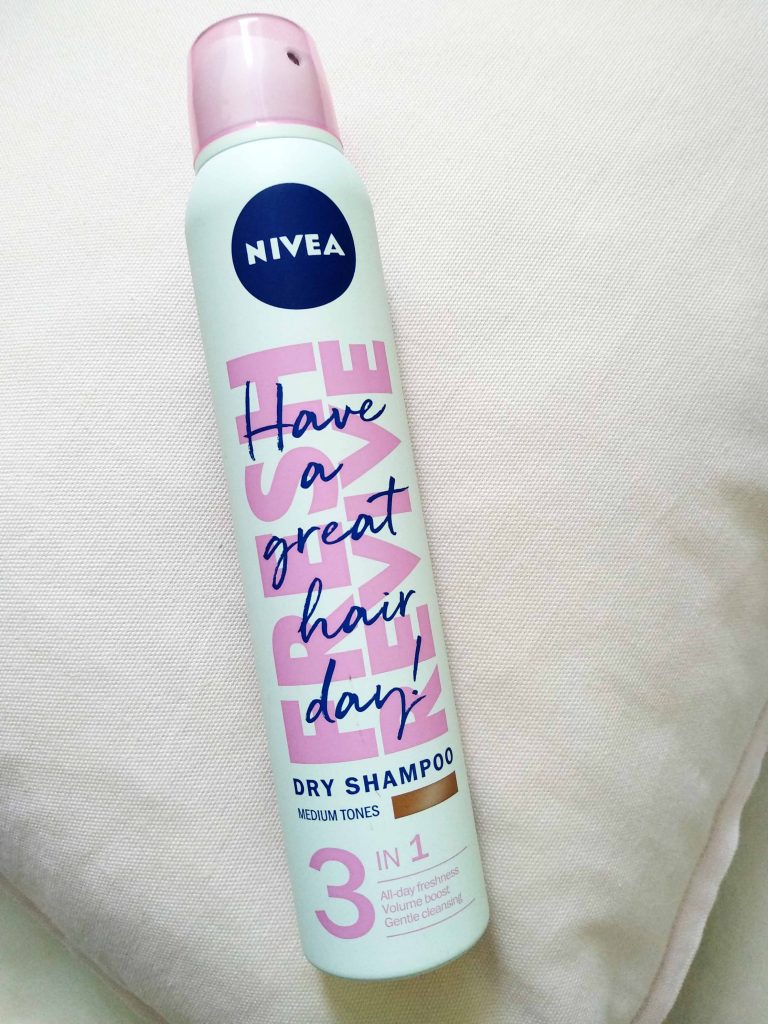 NIVEA
FRESH
REVIVE
Have
a
great
hair
day!
DRY SHAMPOO
MEDIUM TONES
3 IN 1
All-day freshness
Volume boost
Gentle cleansing